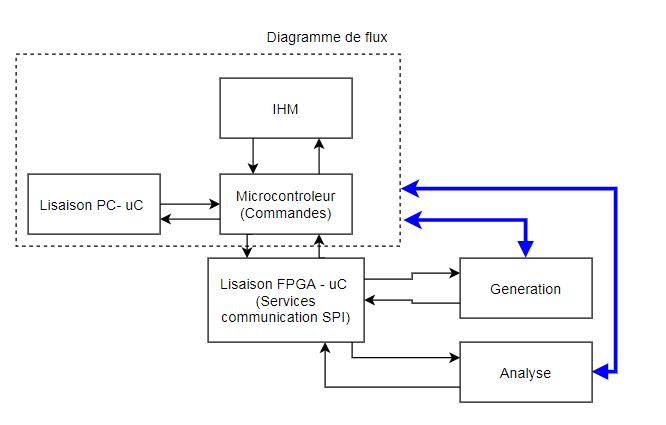 Diagramme de flux
IHM
Lisaison PC- uC
Microcontroleur
(Commandes)
Lisaison FPGA - uC
(Services
communication SPI)
Generation
Analyse